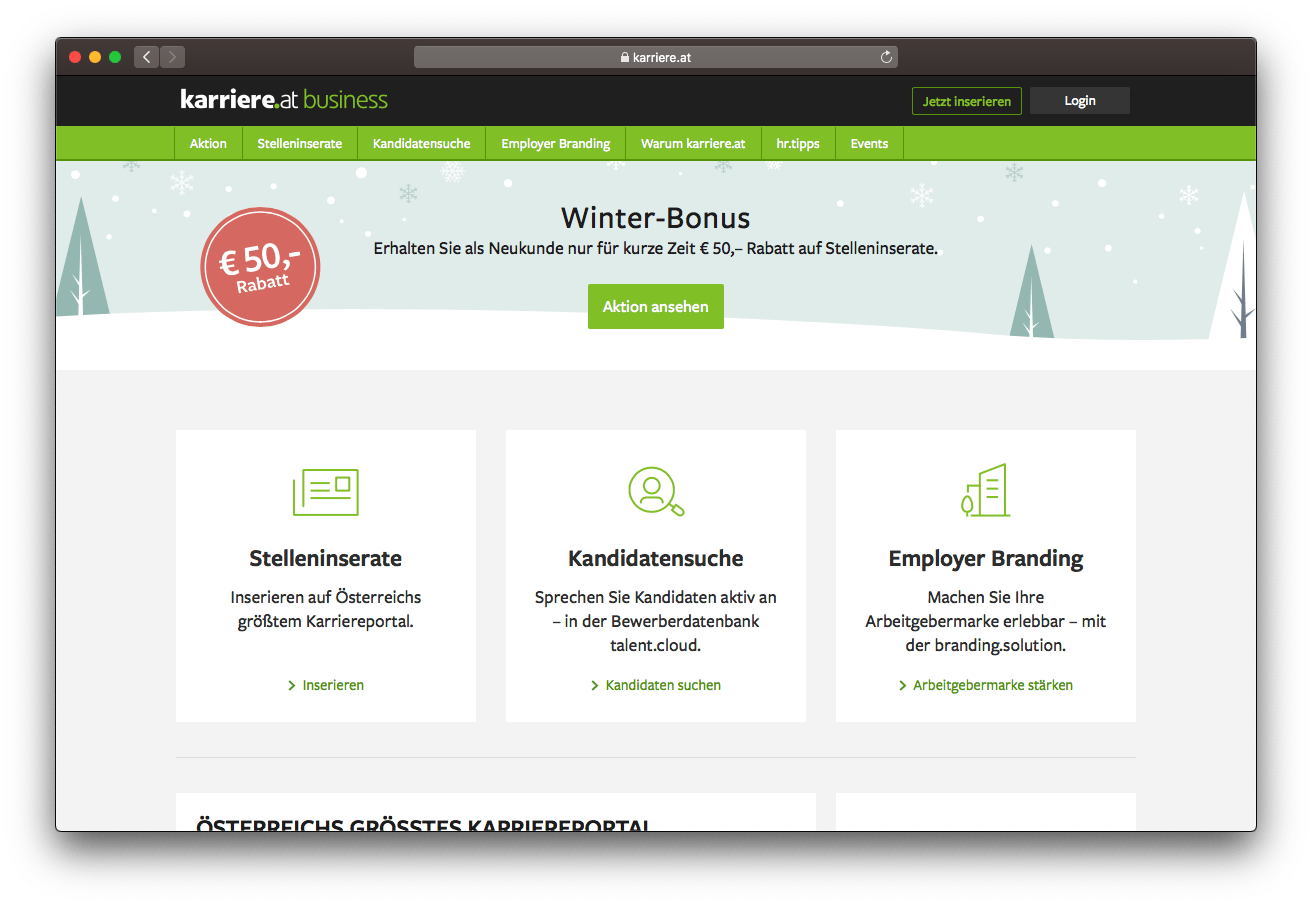 karriere.at
karriere.at business
Jetzt inserieren
Login
Aktion
Stelleninserate
Kandidatensuche
Employer Branding
Warum karriere.at
hr.tipps
Events
€ 50,–
Rabatt
Winter-Bonus
Erhalten Sie als Neukunde nur für kurze Zeit € 50,– Rabatt auf Stelleninserate.
Aktion ansehen
Stelleninserate
Inserieren auf Österreichs
größtem Karriereportal.
Inserieren
Kandidatensuche
Sprechen Sie Kandidaten aktiv an
– in der Bewerberdatenbank
talent.cloud.
Kandidaten suchen
Employer Branding
Machen Sie Ihre
Arbeitgebermarke erlebbar – mit
der branding.solution.
Arbeitgebermarke stärken
ÖSTERREICHS GRÖSSTES KARRIEREPORTAL